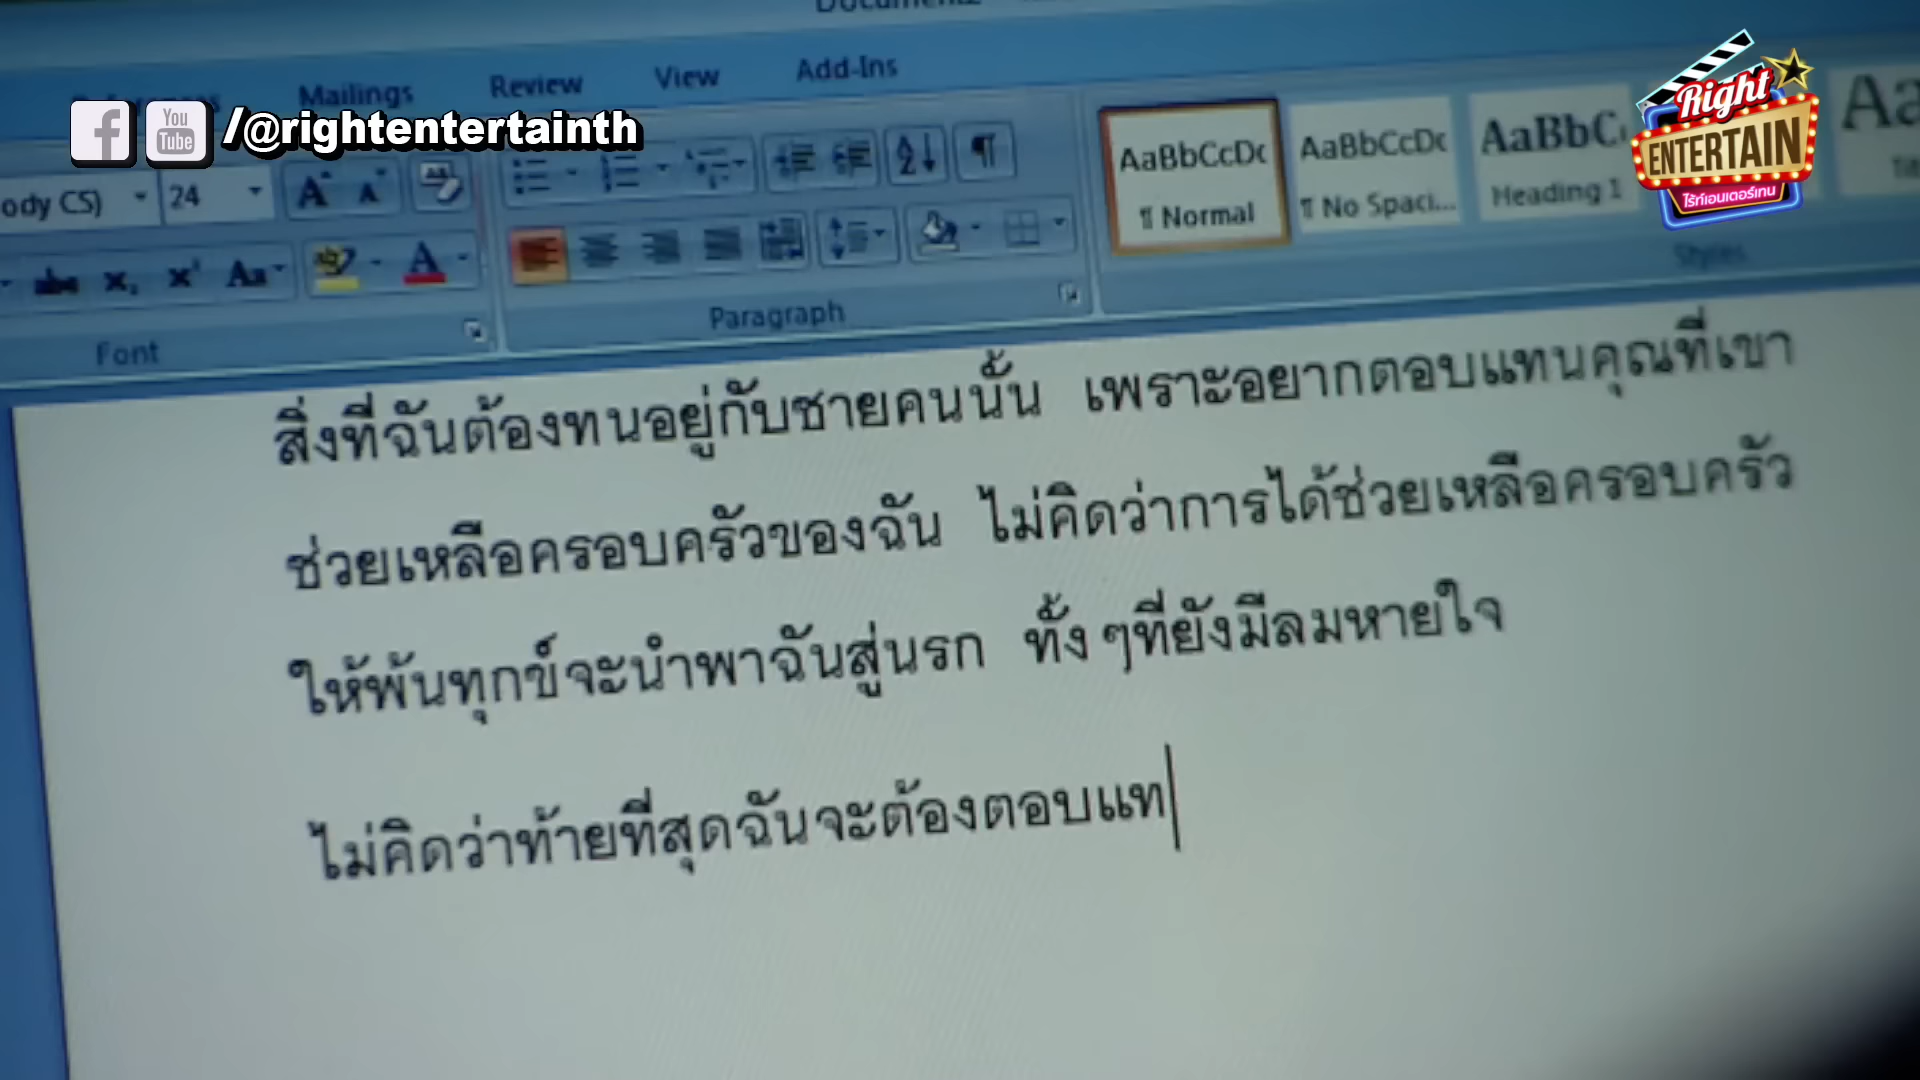 Mailings Review View Add-Ins
/@rightentertainth
You Tube
Right
ENTERTAIN
ไร้ท์เอนเตอร์เทน
ody CS) 24
AaBbCcDc AaBbCcDc AaBbC
¶ Normal ¶ No Spaci... Heading 1
Font Paragraph Styles
สิ่งที่ฉันต้องทนอยู่กับชายคนนั้น เพราะอยากตอบแทนคุณที่เขา
ช่วยเหลือครอบครัวของฉัน ไม่คิดว่าการได้ช่วยเหลือครอบครัว
ให้พ้นทุกข์จะนำพาฉันสู่นรก ทั้งๆที่ยังมีลมหายใจ
ไม่คิดว่าท้ายที่สุดฉันจะต้องตอบแท